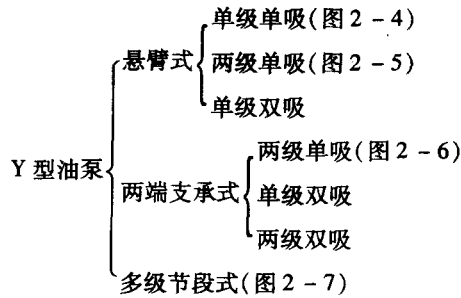 单级单吸(图2-4)
悬臂式
两级单吸(图2-5)
单级双吸
两级单吸(图2-6)
Y型油泵
两端支承式
单级双吸
两级双吸
多级节段式(图2-7)